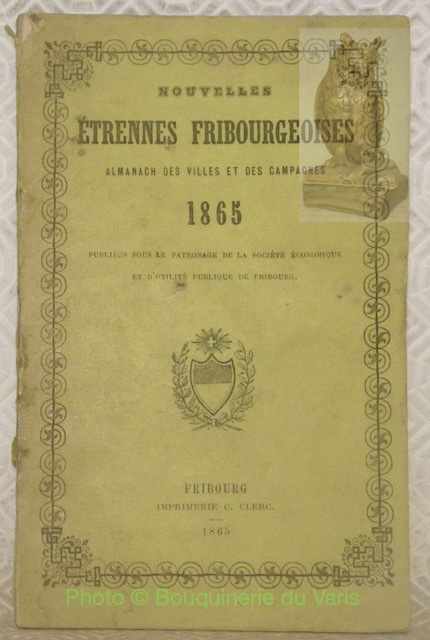 NOUVELLES
ÉTRENNES FRIBOURGEOISES
ALMANACH DES VILLES ET DES CAMPAGNES
1865
PUBLIÉES SOUS LE PATRONAGE DE LA SOCIÉTÉ ÉCONOMIQUE
ET D'UTILITÉ PUBLIQUE DE FRIBOURG.
FRIBOURG
IMPRIMERIE C. CLERC.
1865
Photo © Bouquinerie du Varis